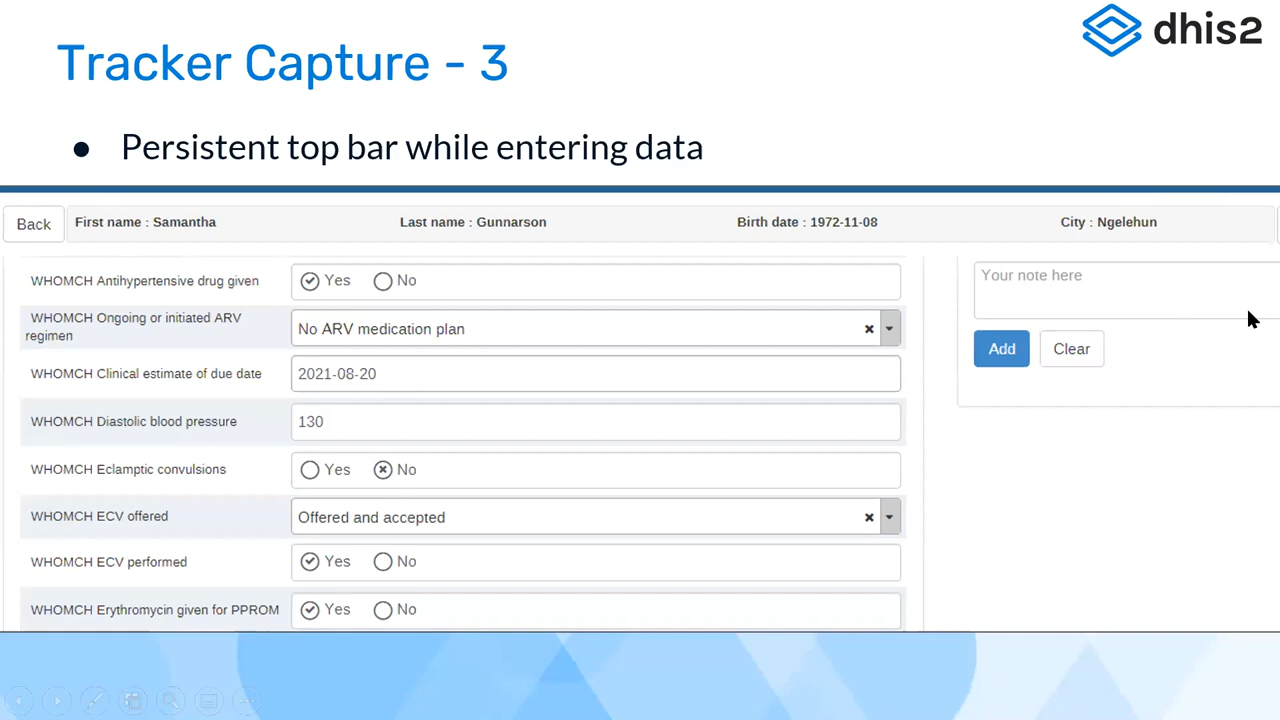 dhis2
Tracker Capture - 3
● Persistent top bar while entering data
Back
First name : Samantha
Last name : Gunnarson
Birth date : 1972-11-08
City : Ngelehun
WHOMCH Antihypertensive drug given
Yes No
WHOMCH Ongoing or initiated ARV
regimen
No ARV medication plan
WHOMCH Clinical estimate of due date
2021-08-20
WHOMCH Diastolic blood pressure
130
WHOMCH Eclamptic convulsions
Yes No
WHOMCH ECV offered
Offered and accepted
WHOMCH ECV performed
Yes No
WHOMCH Erythromycin given for PPROM
Yes No
Your note here
Add
Clear